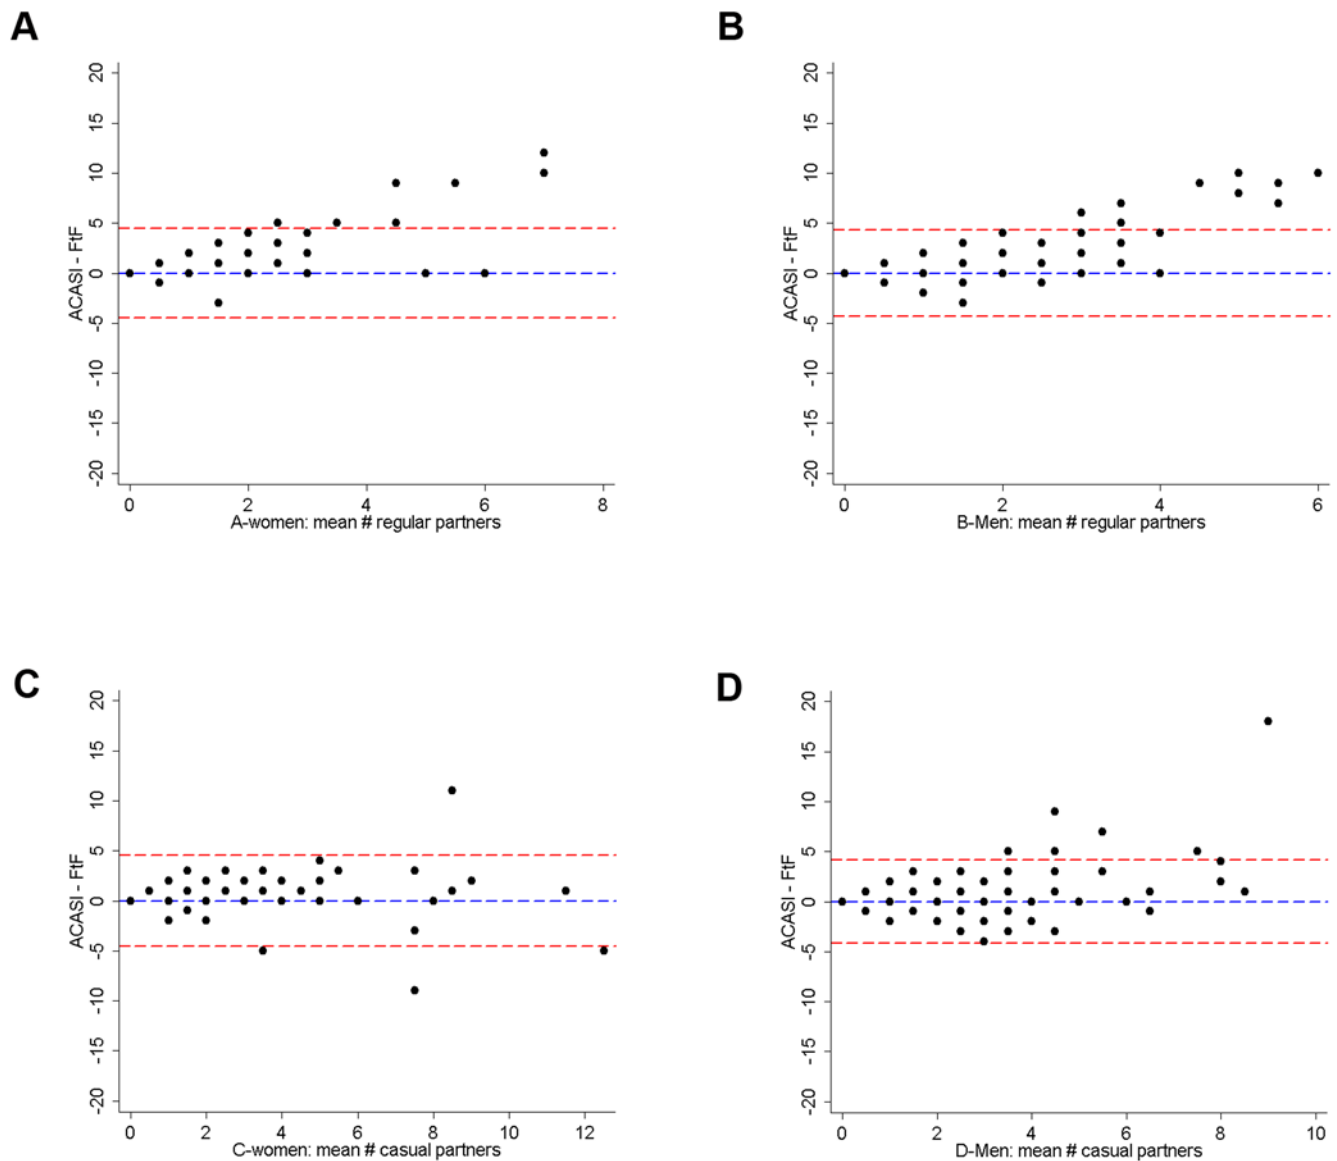 A
B
20
15
10
5
0
-5
-10
-15
-20
ACASI - FtF
0 2 4 6 8
A-women: mean # regular partners
20
15
10
5
0
-5
-10
-15
-20
ACASI - FtF
0 2 4 6
B-Men: mean # regular partners
C
D
20
15
10
5
0
-5
-10
-15
-20
ACASI - FtF
0 2 4 6 8 10 12
C-women: mean # casual partners
20
15
10
5
0
-5
-10
-15
-20
ACASI - FtF
0 2 4 6 8 10
D-Men: mean # casual partners